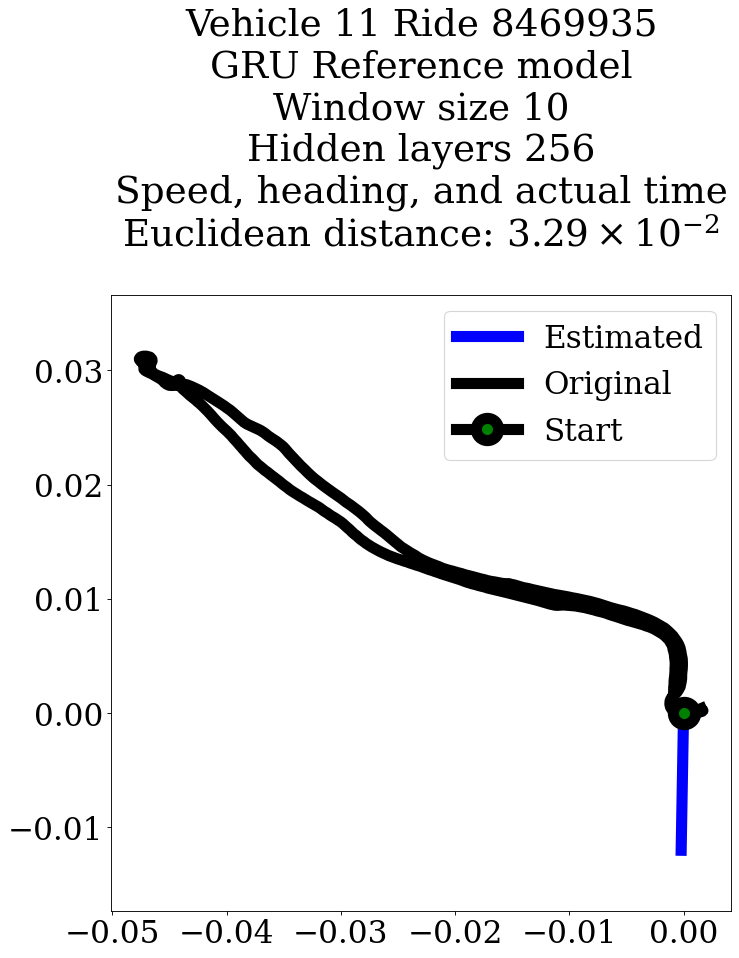 Vehicle 11 Ride 8469935
GRU Reference model
Window size 10
Hidden layers 256
Speed, heading, and actual time
Euclidean distance: 3.29 × 10⁻²
Estimated
Original
Start
0.03
0.02
0.01
0.00
−0.01
−0.05 −0.04 −0.03 −0.02 −0.01 0.00